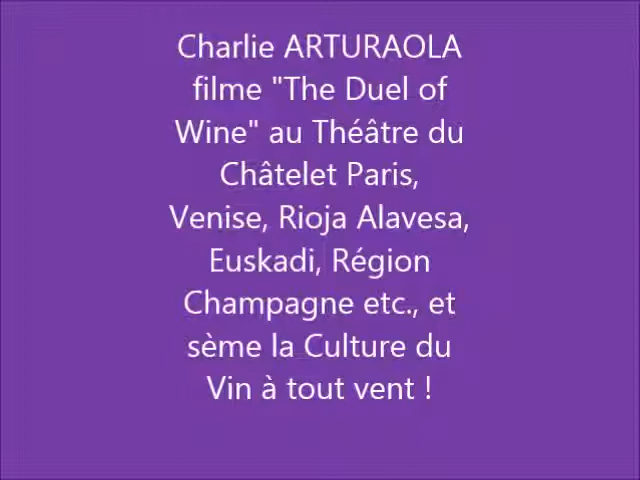 Charlie ARTURAOLA
filme "The Duel of
Wine" au Théâtre du
Châtelet Paris,
Venise, Rioja Alavesa,
Euskadi, Région
Champagne etc., et
sème la Culture du
Vin à tout vent !